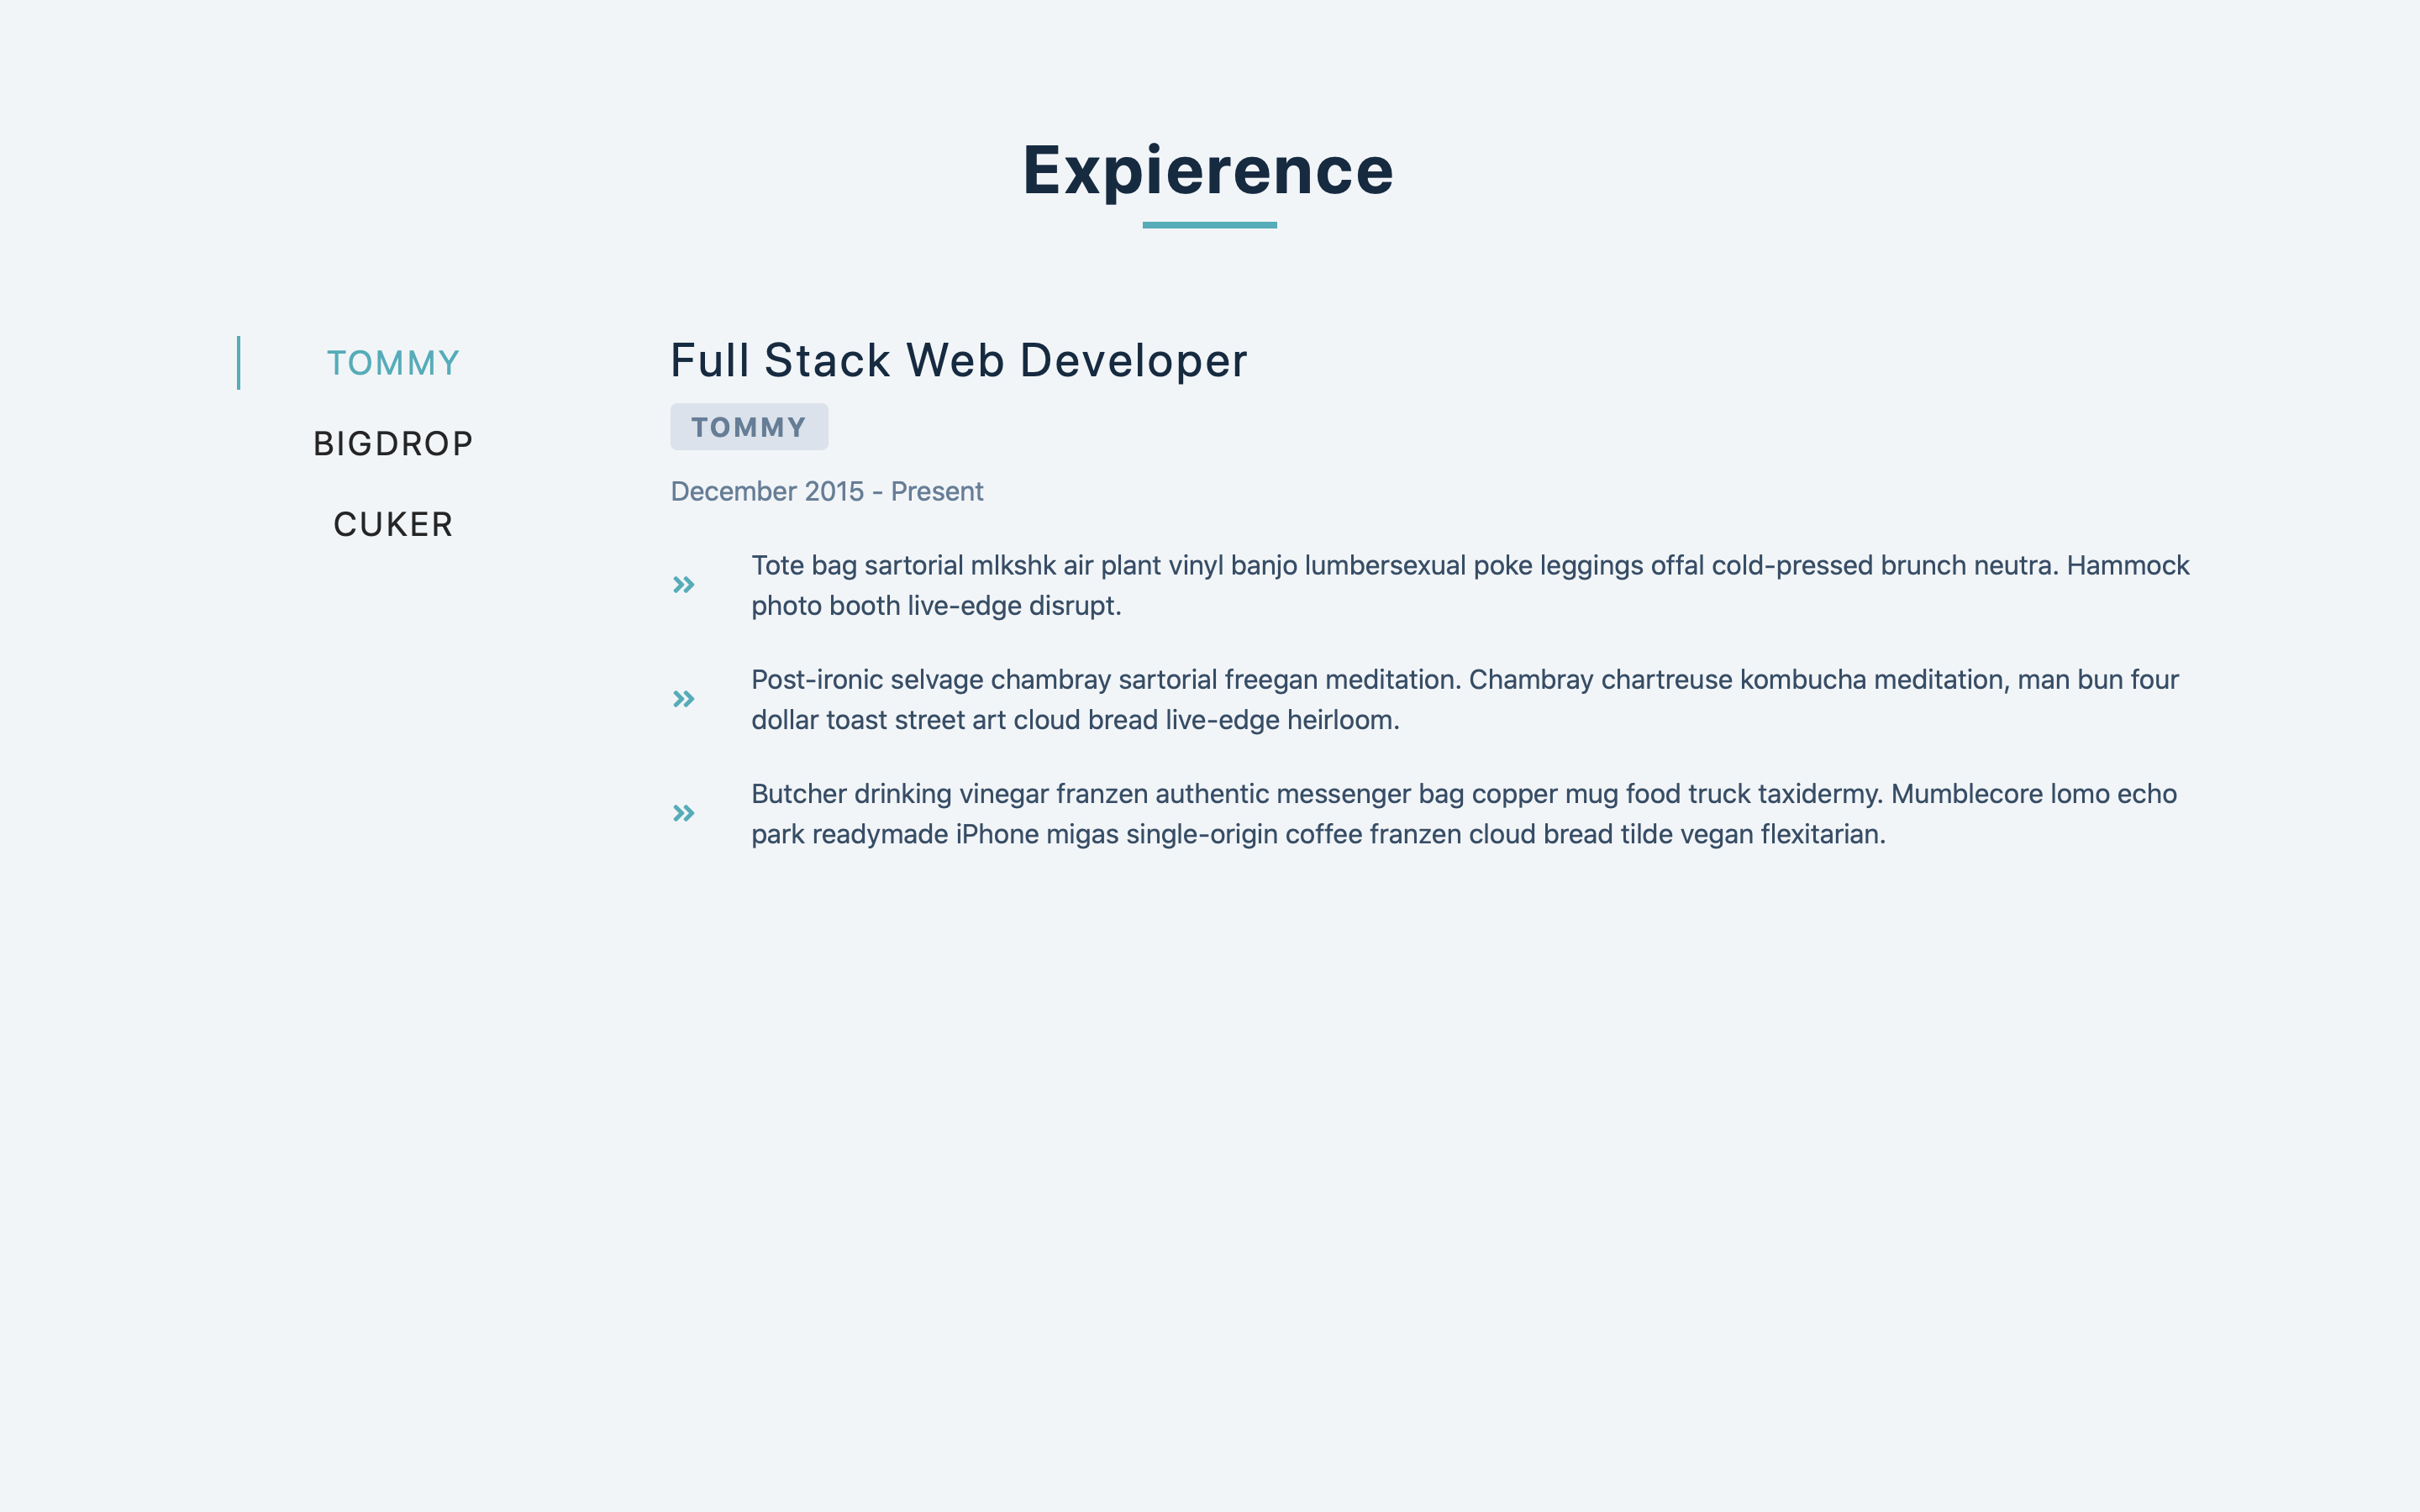 Expierence
TOMMY
BIGDROP
CUKER
Full Stack Web Developer
TOMMY
December 2015 - Present
Tote bag sartorial mlkshk air plant vinyl banjo lumbersexual poke leggings offal cold-pressed brunch neutra. Hammock
photo booth live-edge disrupt.
Post-ironic selvage chambray sartorial freegan meditation. Chambray chartreuse kombucha meditation, man bun four
dollar toast street art cloud bread live-edge heirloom.
Butcher drinking vinegar franzen authentic messenger bag copper mug food truck taxidermy. Mumblecore lomo echo
park readymade iPhone migas single-origin coffee franzen cloud bread tilde vegan flexitarian.